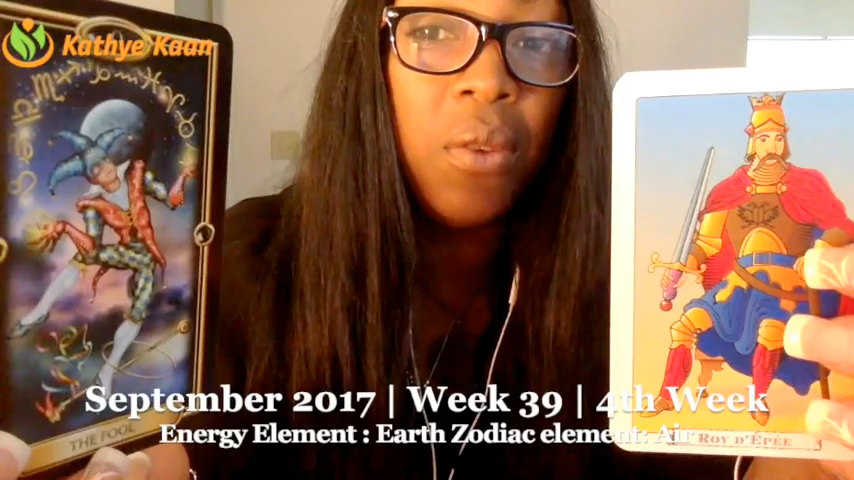 Kathye Kaan
THE FOOL
September 2017 | Week 39 | 4th Week
Energy Element : Earth Zodiac element: Air
ROY D'ÉPÉE